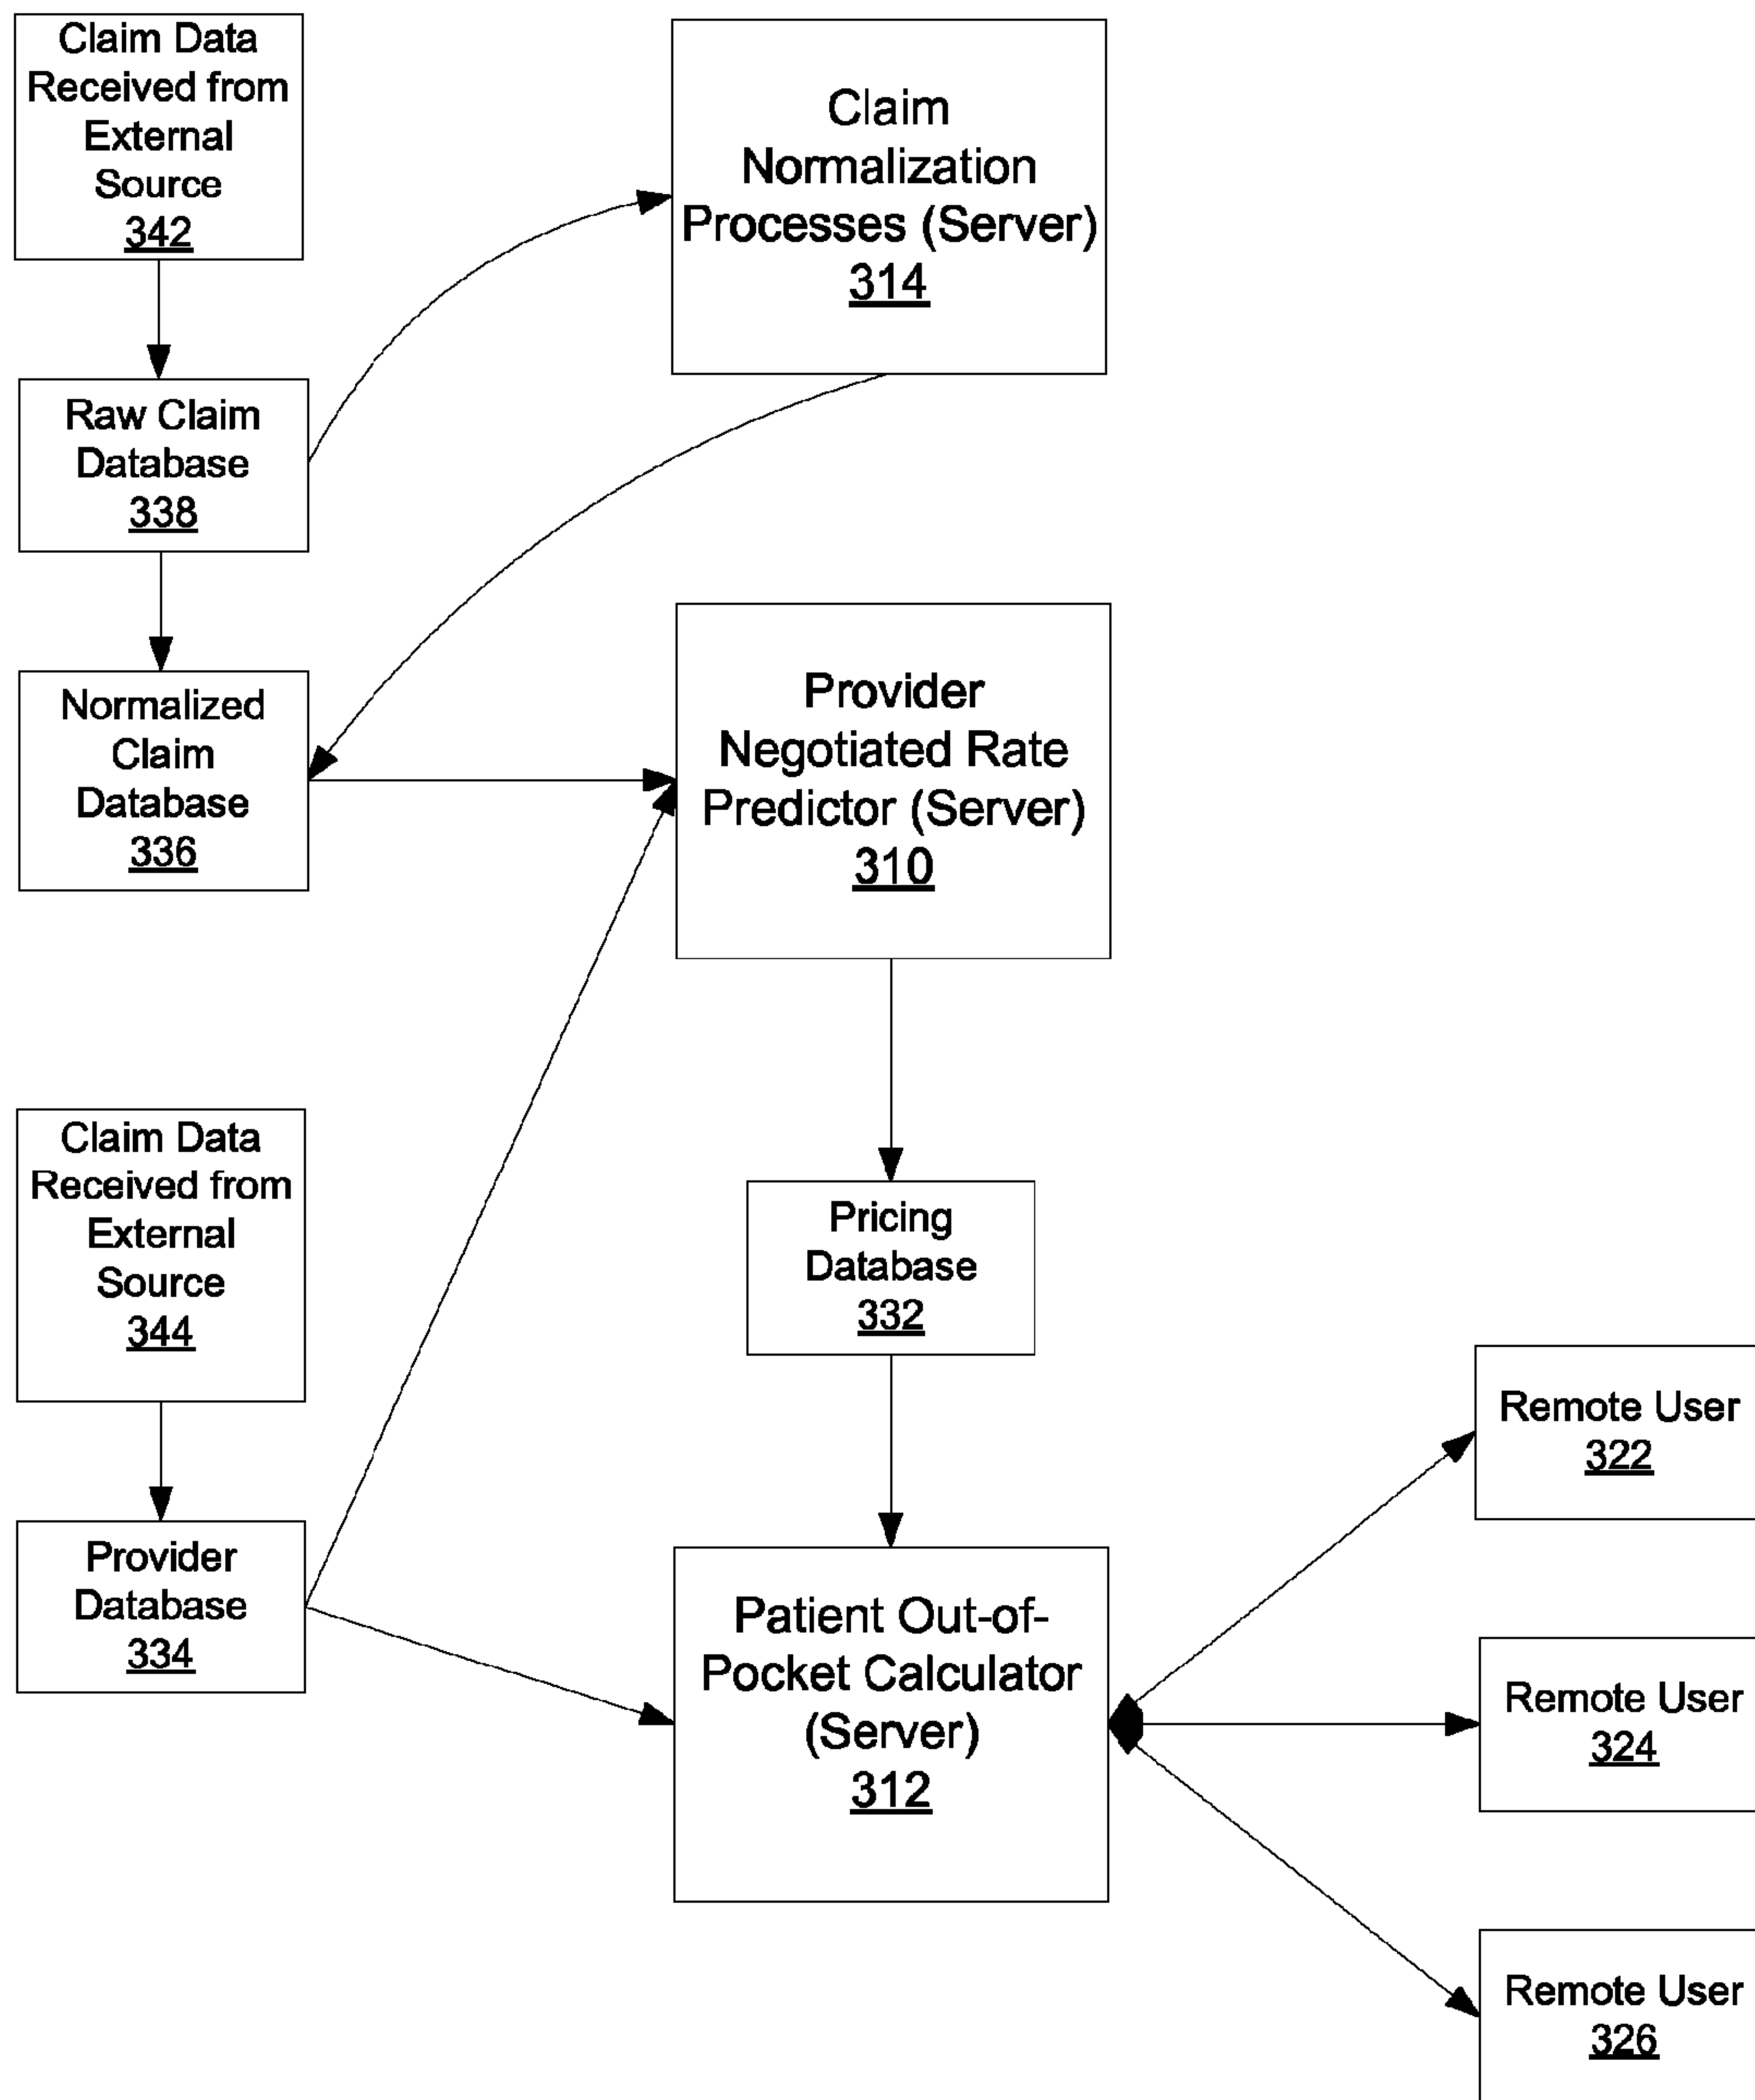 Claim Data
Received from
External
Source
342
Claim
Normalization
Processes (Server)
314
Raw Claim
Database
338
Normalized
Claim
Database
336
Provider
Negotiated Rate
Predictor (Server)
310
Claim Data
Received from
External
Source
344
Pricing
Database
332
Provider
Database
334
Patient Out-of-
Pocket Calculator
(Server)
312
Remote User
322
Remote User
324
Remote User
326